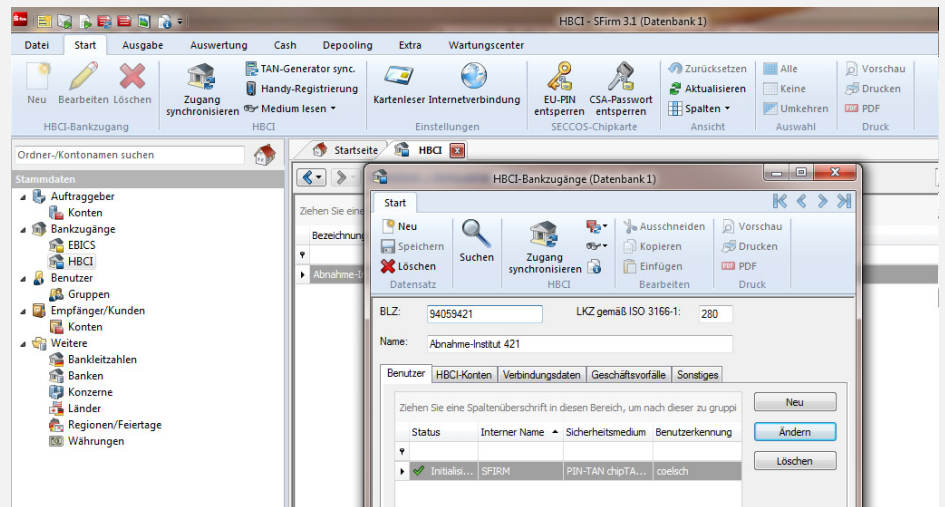 HBCI - SFirm 3.1 (Datenbank 1)
Datei Start Ausgabe Auswertung Cash Depooling Extra Wartungscenter
Neu Bearbeiten Löschen
HBCI-Bankzugang
Zugang synchronisieren
TAN-Generator sync.
Handy-Registrierung
Medium lesen
HBCI
Kartenleser Internetverbindung
Einstellungen
EU-PIN entsperren
CSA-Passwort entsperren
SECCOS-Chipkarte
Zurücksetzen
Aktualisieren
Spalten
Ansicht
Alle
Keine
Umkehren
Auswahl
Vorschau
Drucken
PDF
Druck
Ordner-/Kontonamen suchen
Stammdaten
Auftraggeber
Konten
Bankzugänge
EBICS
HBCI
Benutzer
Gruppen
Empfänger/Kunden
Konten
Weitere
Bankleitzahlen
Banken
Konzerne
Länder
Regionen/Feiertage
Währungen
Startseite HBCI
Ziehen Sie eine
Bezeichnung
Abnahme-I
HBCI-Bankzugänge (Datenbank 1)
Start
Neu
Speichern
Löschen
Datensatz
Suchen
Zugang synchronisieren
HBCI
Ausschneiden
Kopieren
Einfügen
Bearbeiten
Vorschau
Drucken
PDF
Druck
BLZ: 94059421 LKZ gemäß ISO 3166-1: 280
Name: Abnahme-Institut 421
Benutzer HBCI-Konten Verbindungsdaten Geschäftsvorfälle Sonstiges
Ziehen Sie eine Spaltenüberschrift in diesen Bereich, um nach dieser zu gruppi
Status Interner Name Sicherheitsmedium Benutzerkennung
Initialisi... SFIRM PIN-TAN chipTA... coelsch
Neu
Ändern
Löschen